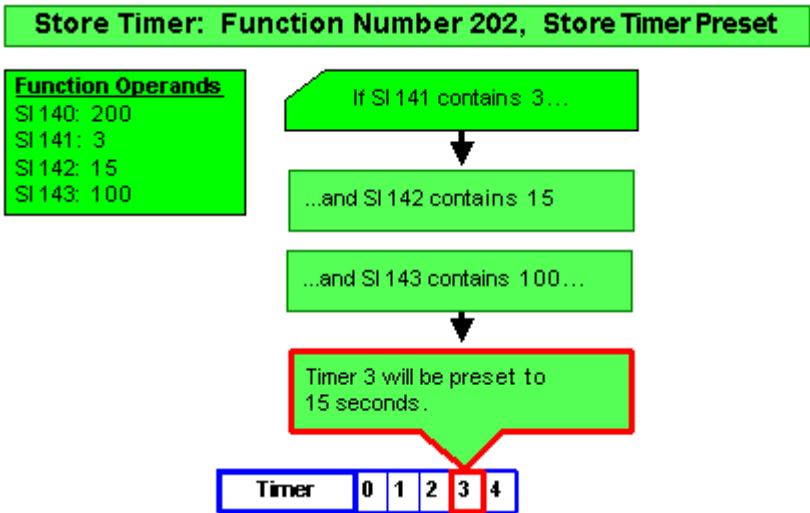 Store Timer: Function Number 202, Store Timer Preset
Function Operands
SI 140: 200
SI 141: 3
SI 142: 15
SI 143: 100
If SI 141 contains 3...
...and SI 142 contains 15
...and SI 143 contains 100...
Timer 3 will be preset to
15 seconds.
Timer 0 1 2 3 4